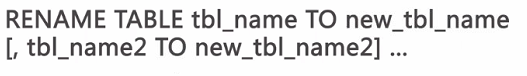 RENAME TABLE tbl_name TO new_tbl_name
[, tbl_name2 TO new_tbl_name2] ...